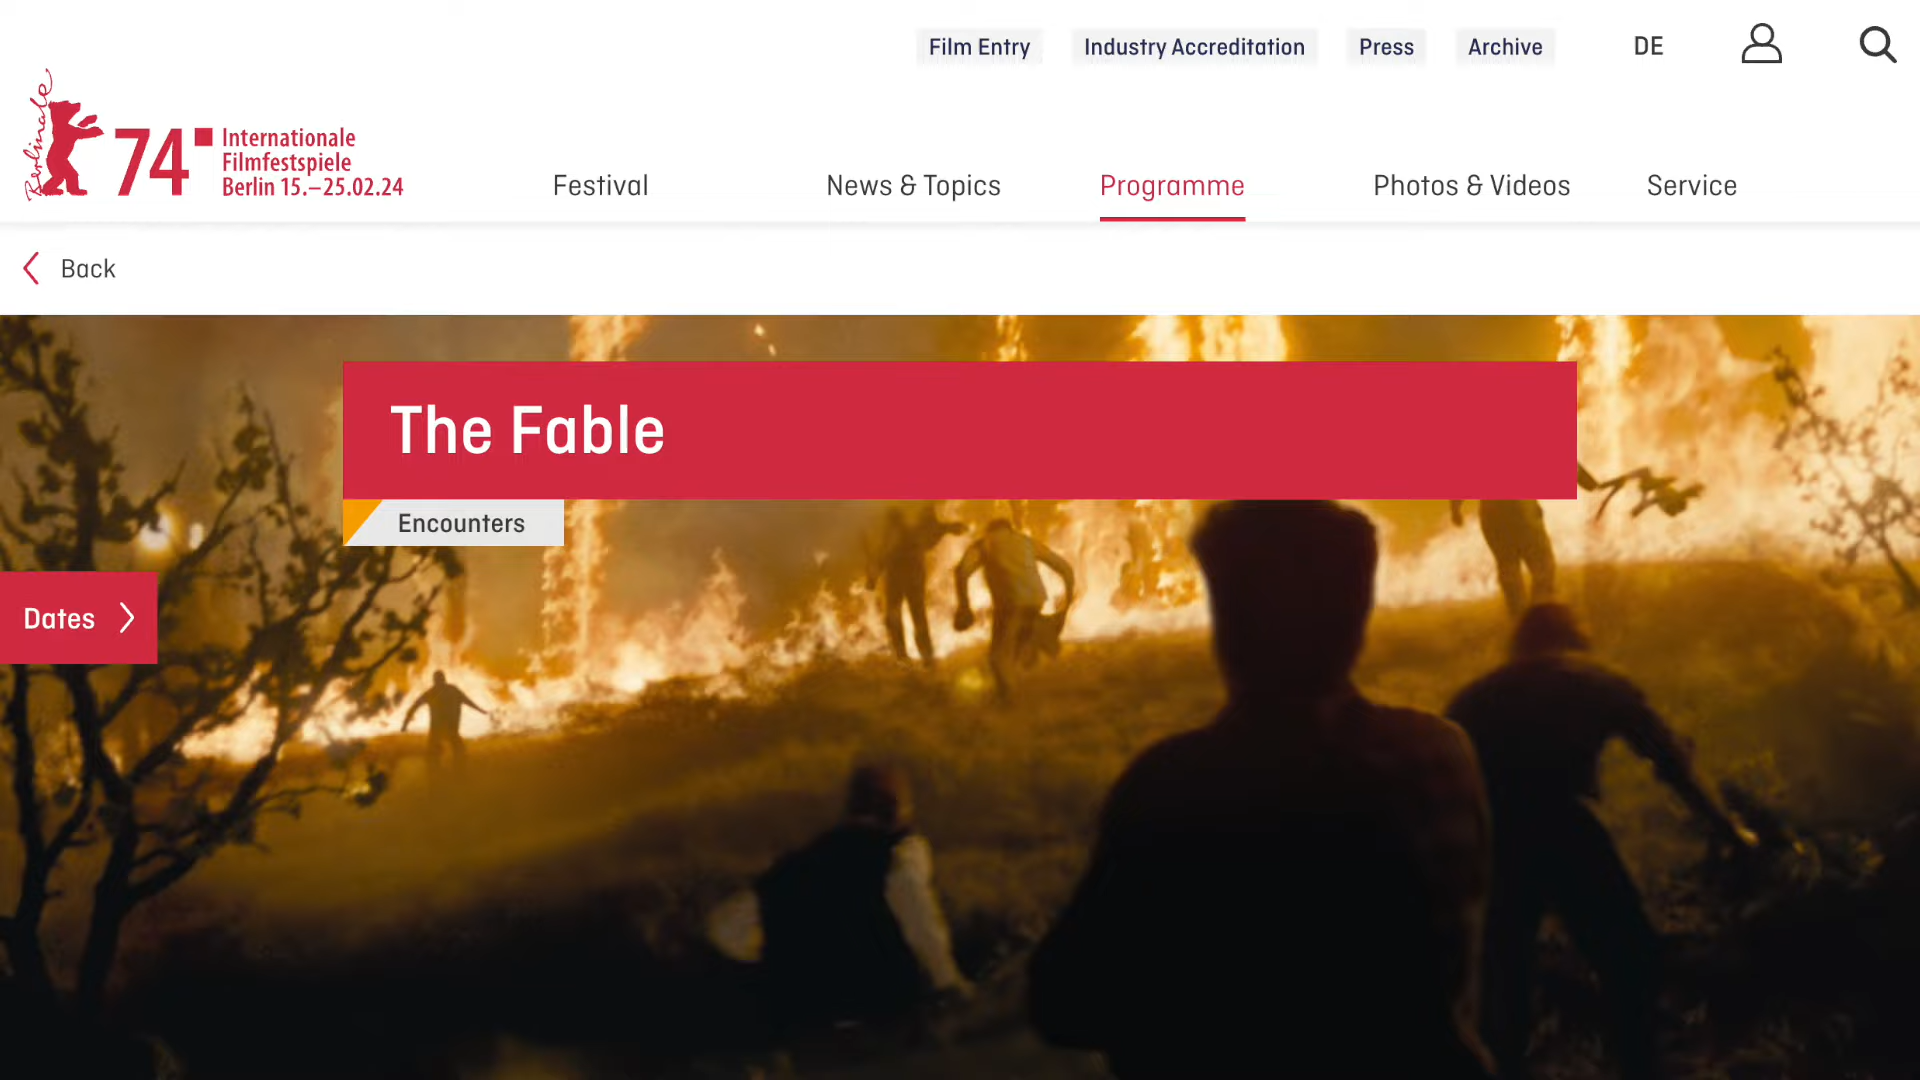 Film Entry
Industry Accreditation
Press
Archive
DE
Berlinale
74
Internationale
Filmfestspiele
Berlin 15.–25.02.24
Festival
News & Topics
Programme
Photos & Videos
Service
Back
The Fable
Encounters
Dates